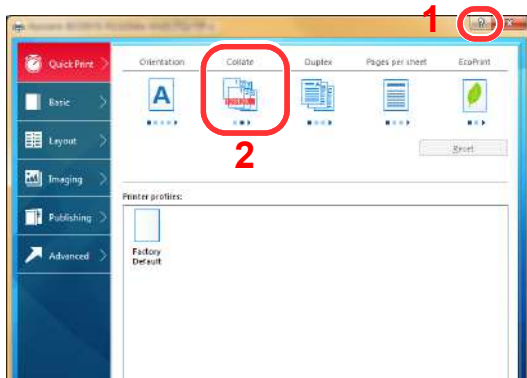 1
?
Quick Print
Orientation
Collate
Duplex
Pages per sheet
EcoPrint
Basic
A
Layout
2
Reset
Imaging
Printer profiles:
Publishing
Factory
Default
Advanced